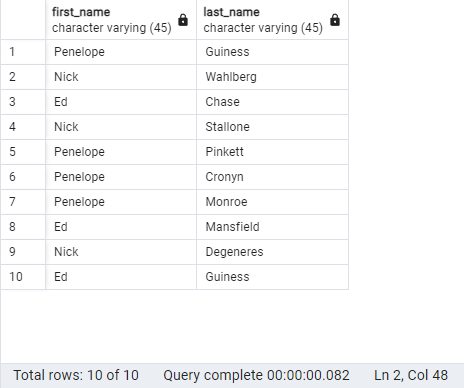 first_name last_name
character varying (45) character varying (45)
1 Penelope Guiness
2 Nick Wahlberg
3 Ed Chase
4 Nick Stallone
5 Penelope Pinkett
6 Penelope Cronyn
7 Penelope Monroe
8 Ed Mansfield
9 Nick Degeneres
10 Ed Guiness
Total rows: 10 of 10 Query complete 00:00:00.082 Ln 2, Col 48